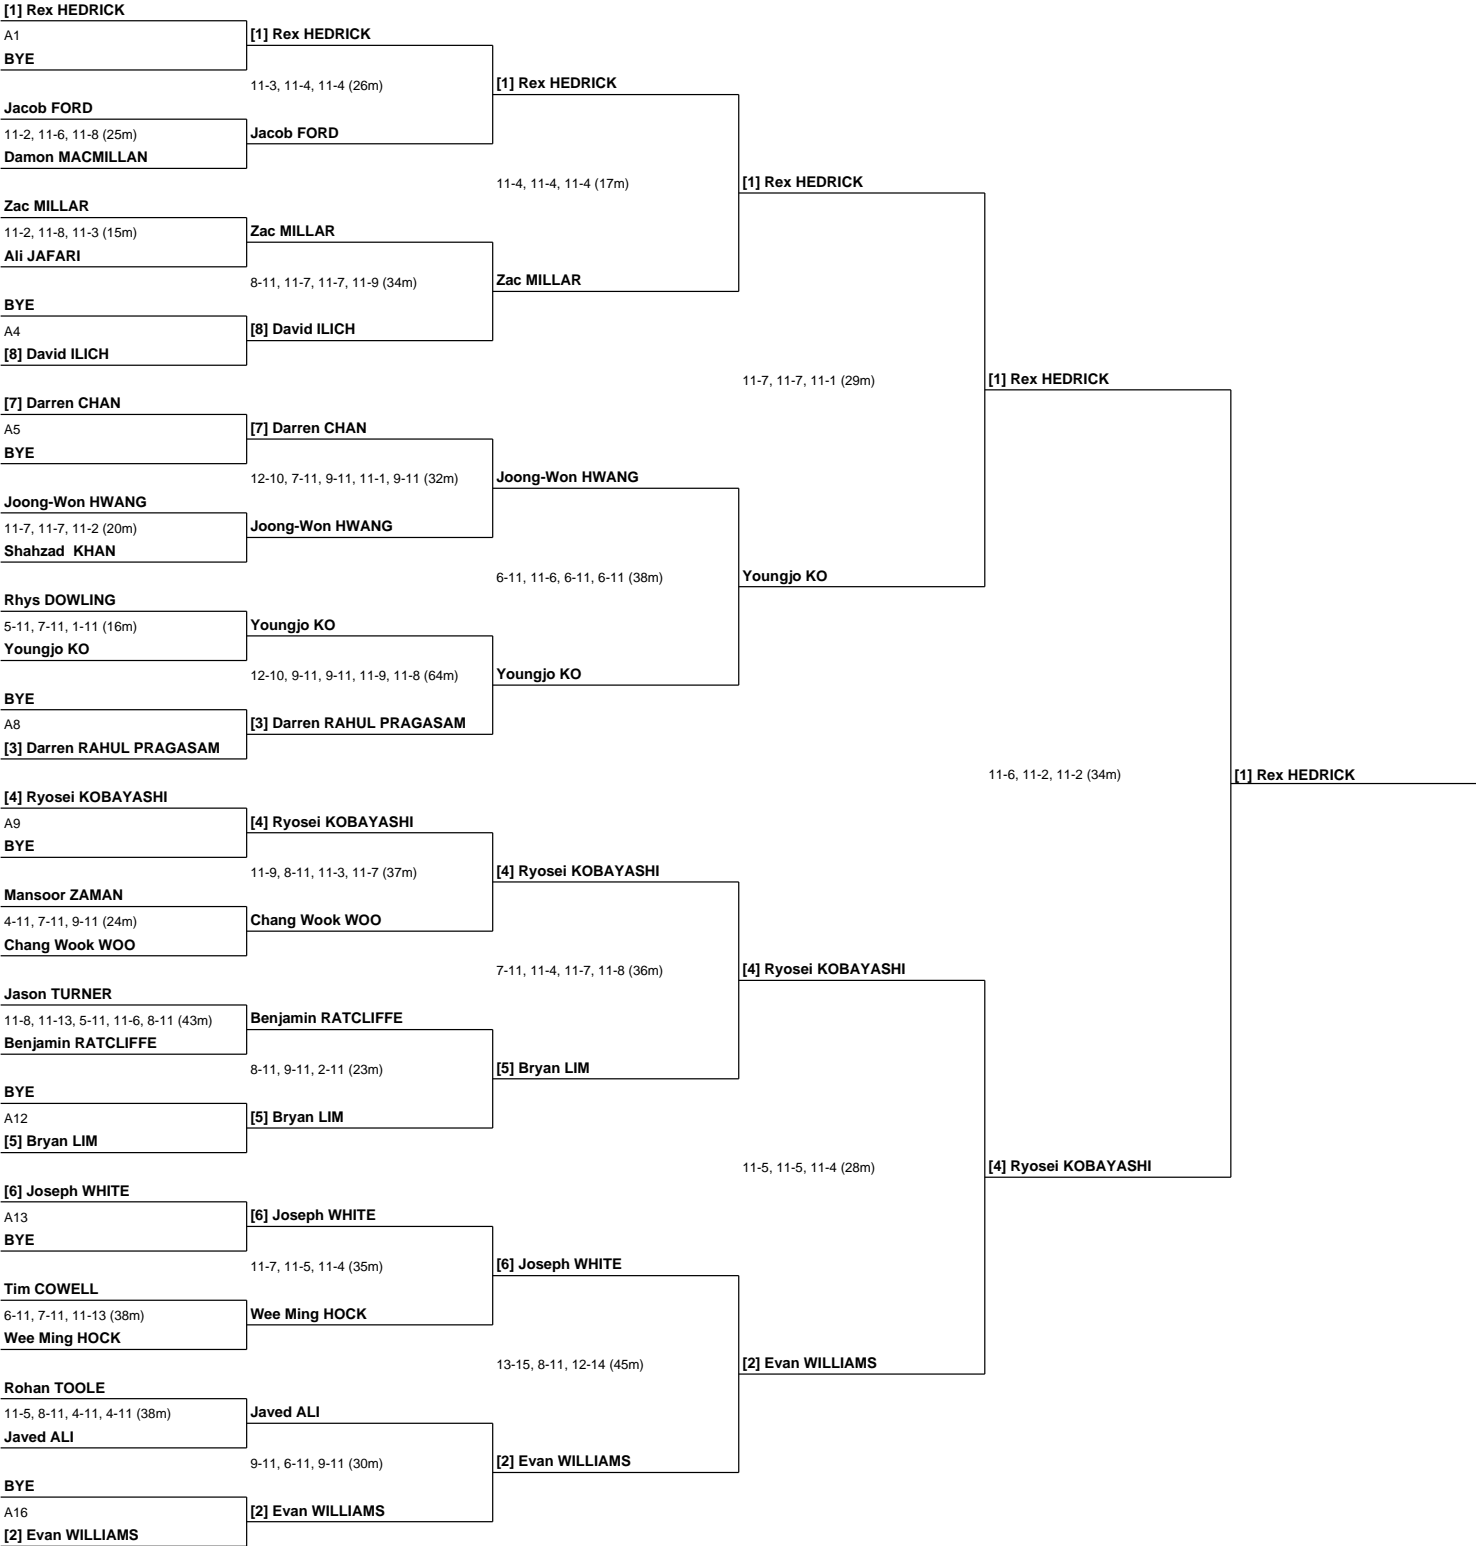 [1] Rex HEDRICK
A1
BYE
Jacob FORD
11-2, 11-6, 11-8 (25m)
Damon MACMILLAN
Zac MILLAR
11-2, 11-8, 11-3 (15m)
Ali JAFARI
BYE
A4
[8] David ILICH
[7] Darren CHAN
A5
BYE
Joong-Won HWANG
11-7, 11-7, 11-2 (20m)
Shahzad  KHAN
Rhys DOWLING
5-11, 7-11, 1-11 (16m)
Youngjo KO
BYE
A8
[3] Darren RAHUL PRAGASAM
[4] Ryosei KOBAYASHI
A9
BYE
Mansoor ZAMAN
4-11, 7-11, 9-11 (24m)
Chang Wook WOO
Jason TURNER
11-8, 11-13, 5-11, 11-6, 8-11 (43m)
Benjamin RATCLIFFE
BYE
A12
[5] Bryan LIM
[6] Joseph WHITE
A13
BYE
Tim COWELL
6-11, 7-11, 11-13 (38m)
Wee Ming HOCK
Rohan TOOLE
11-5, 8-11, 4-11, 4-11 (38m)
Javed ALI
BYE
A16
[2] Evan WILLIAMS
[1] Rex HEDRICK
11-3, 11-4, 11-4 (26m)
Jacob FORD
Zac MILLAR
8-11, 11-7, 11-7, 11-9 (34m)
[8] David ILICH
[7] Darren CHAN
12-10, 7-11, 9-11, 11-1, 9-11 (32m)
Joong-Won HWANG
Youngjo KO
12-10, 9-11, 9-11, 11-9, 11-8 (64m)
[3] Darren RAHUL PRAGASAM
[4] Ryosei KOBAYASHI
11-9, 8-11, 11-3, 11-7 (37m)
Chang Wook WOO
Benjamin RATCLIFFE
8-11, 9-11, 2-11 (23m)
[5] Bryan LIM
[6] Joseph WHITE
11-7, 11-5, 11-4 (35m)
Wee Ming HOCK
Javed ALI
9-11, 6-11, 9-11 (30m)
[2] Evan WILLIAMS
[1] Rex HEDRICK
11-4, 11-4, 11-4 (17m)
Zac MILLAR
Joong-Won HWANG
6-11, 11-6, 6-11, 6-11 (38m)
Youngjo KO
[4] Ryosei KOBAYASHI
7-11, 11-4, 11-7, 11-8 (36m)
[5] Bryan LIM
[6] Joseph WHITE
13-15, 8-11, 12-14 (45m)
[2] Evan WILLIAMS
[1] Rex HEDRICK
11-7, 11-7, 11-1 (29m)
Youngjo KO
[4] Ryosei KOBAYASHI
11-5, 11-5, 11-4 (28m)
[2] Evan WILLIAMS
[1] Rex HEDRICK
11-6, 11-2, 11-2 (34m)
[4] Ryosei KOBAYASHI
[1] Rex HEDRICK